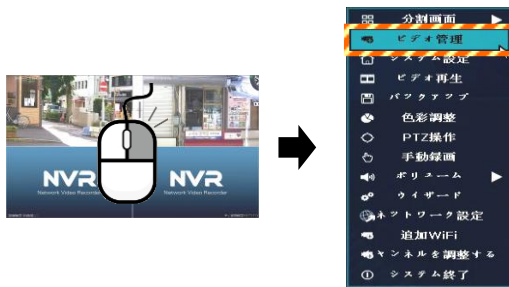 NVR
Network Video Recorder
NVR
Network Video Recorder
分割画面
ビデオ管理
システム設定
ビデオ再生
バックアップ
色彩調整
PTZ操作
手動録画
ボリューム
ウイザード
ネットワーク設定
追加WiFi
ャンネルを調整する
システム終了